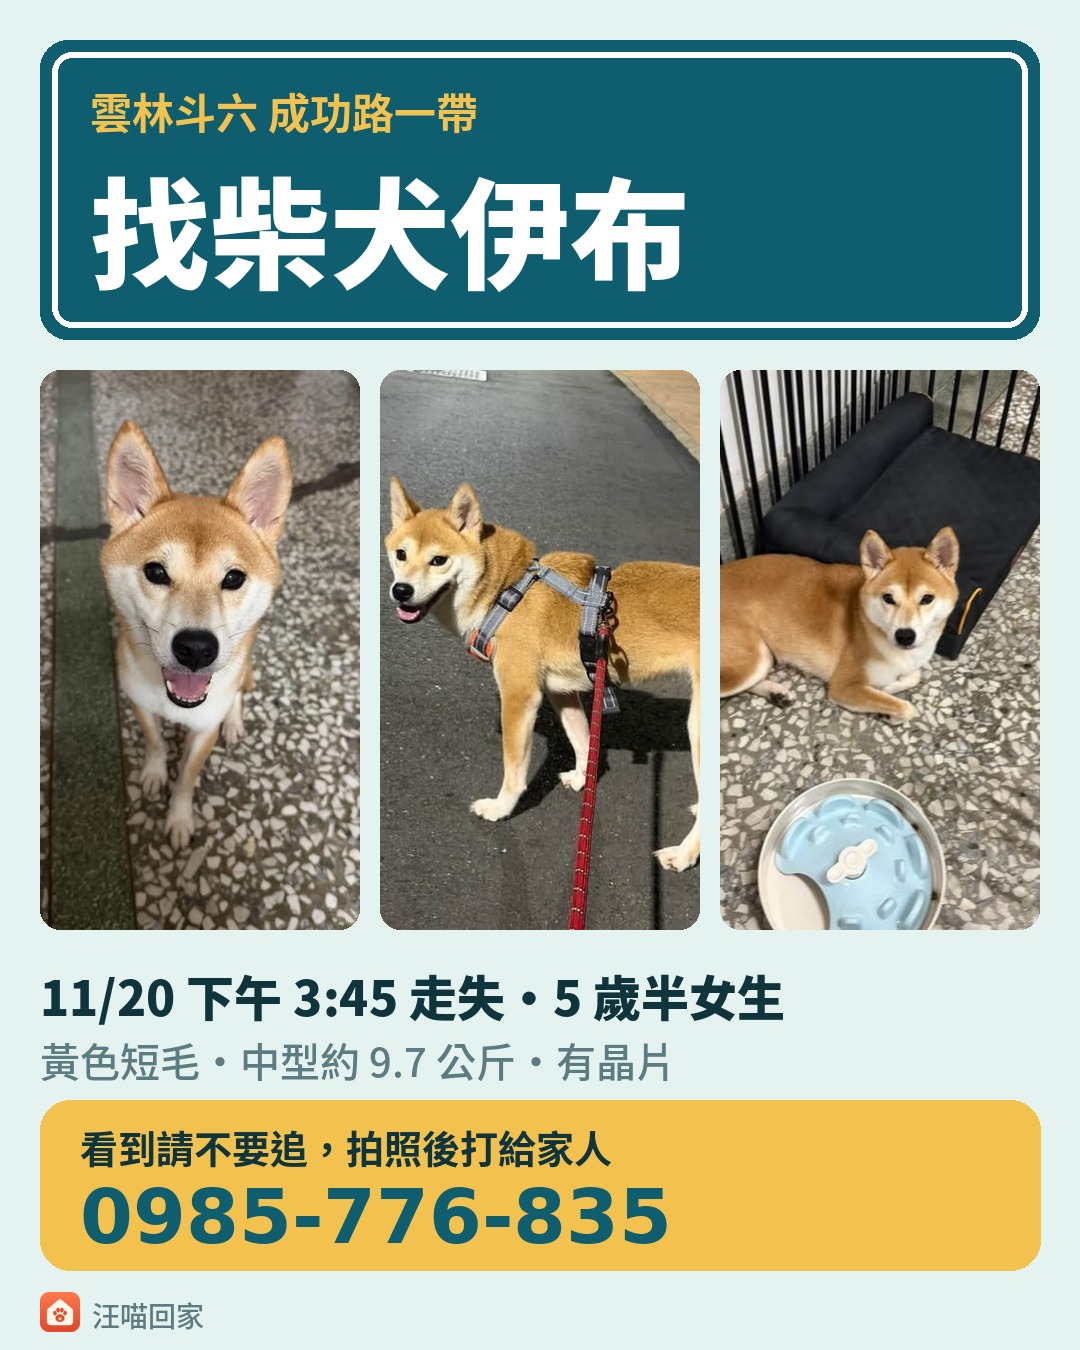 雲林斗六 成功路一帶
找柴犬伊布
11/20 下午 3:45 走失・5 歲半女生
黃色短毛・中型約 9.7 公斤・有晶片
看到請不要追，拍照後打給家人
0985-776-835
汪喵回家